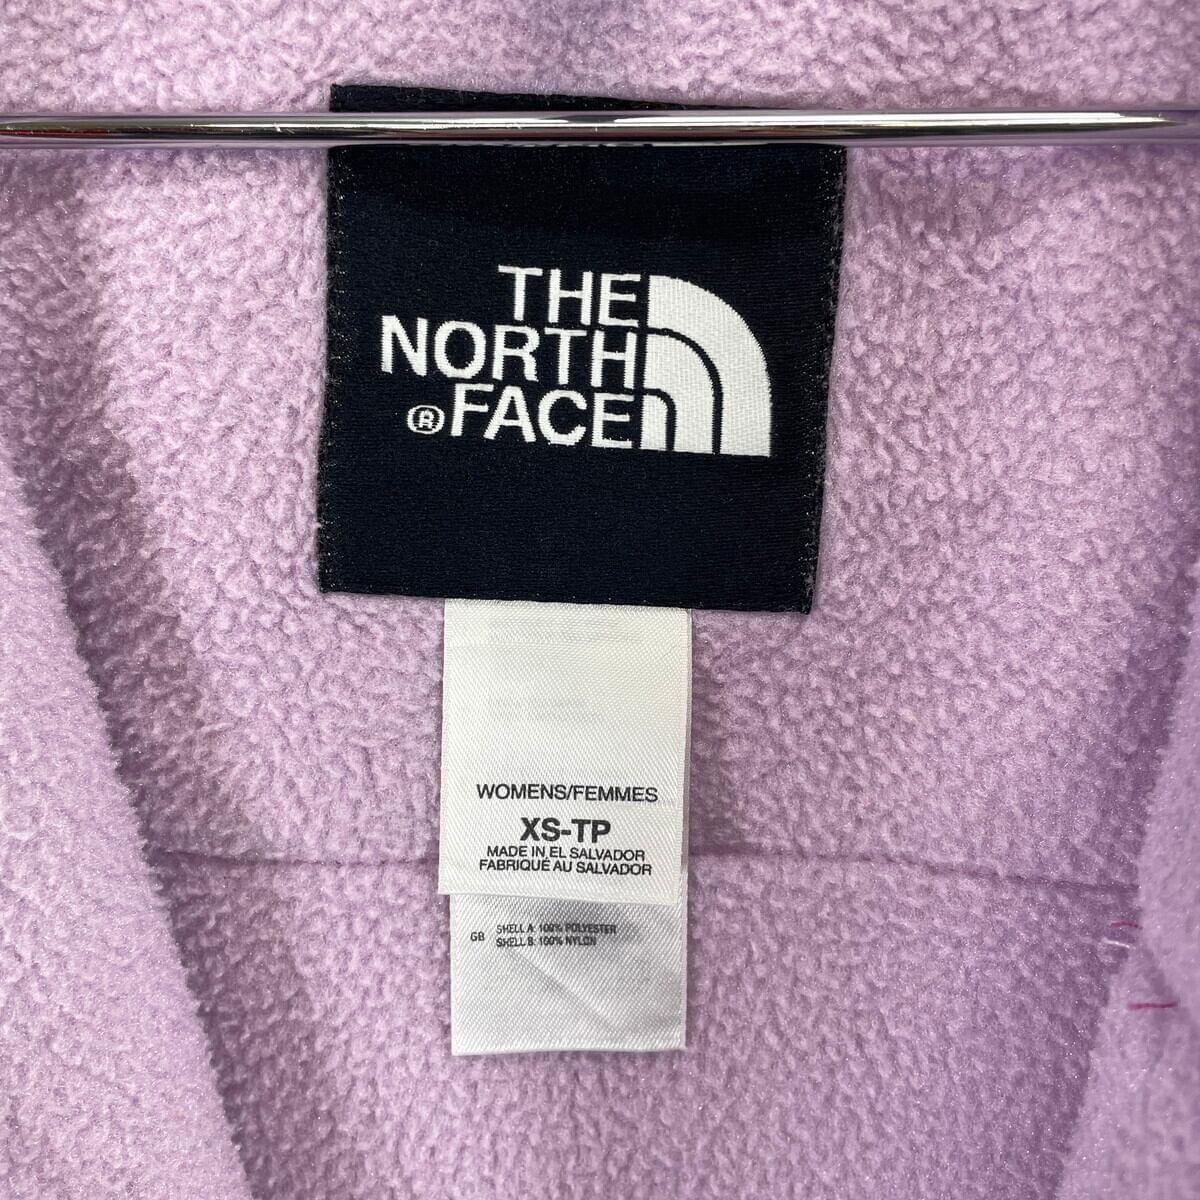 THE
NORTH
® FACE
WOMENS/FEMMES
XS-TP
MADE IN EL SALVADOR
FABRIQUÉ AU SALVADOR
GB SHELL A: 100% POLYESTER
SHELL B: 100% NYLON